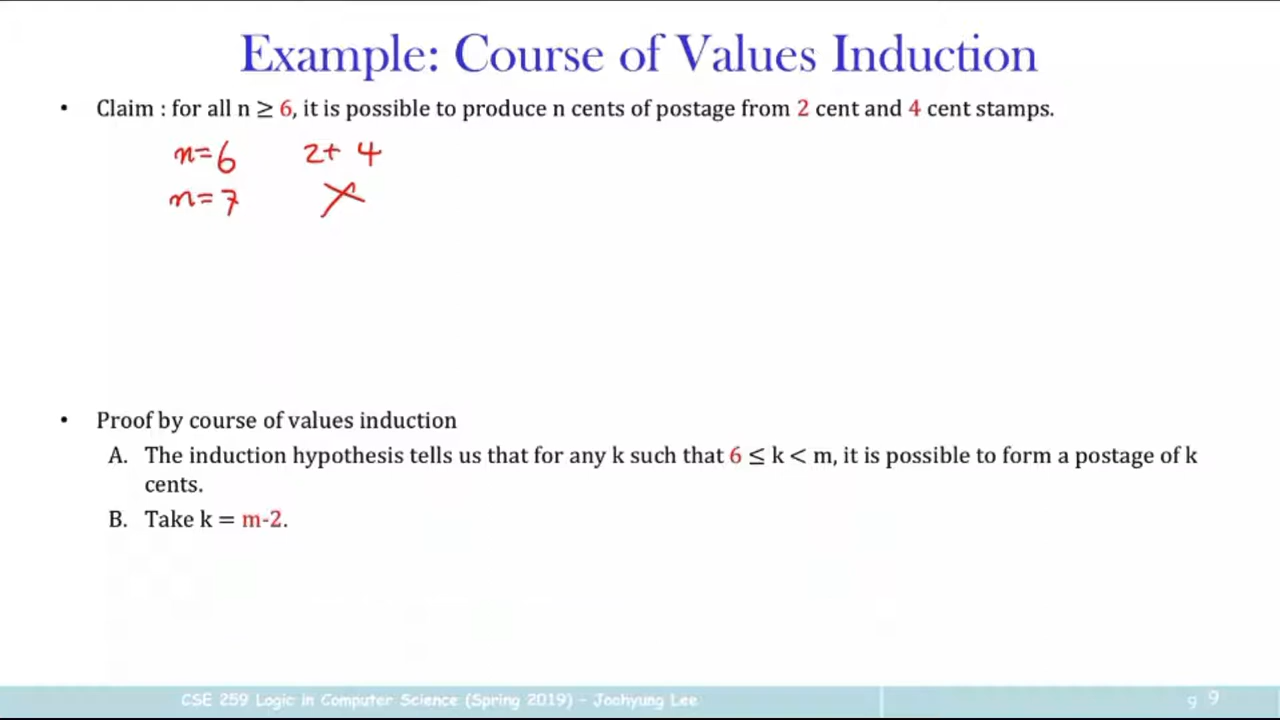 Example: Course of Values Induction
• Claim : for all n ≥ 6, it is possible to produce n cents of postage from 2 cent and 4 cent stamps.
n=6 2+ 4
n=7 X
• Proof by course of values induction
A. The induction hypothesis tells us that for any k such that 6 ≤ k < m, it is possible to form a postage of k
cents.
B. Take k = m-2.
CSE 259 Logic in Computer Science (Spring 2019) – Joohyung Lee 9 9